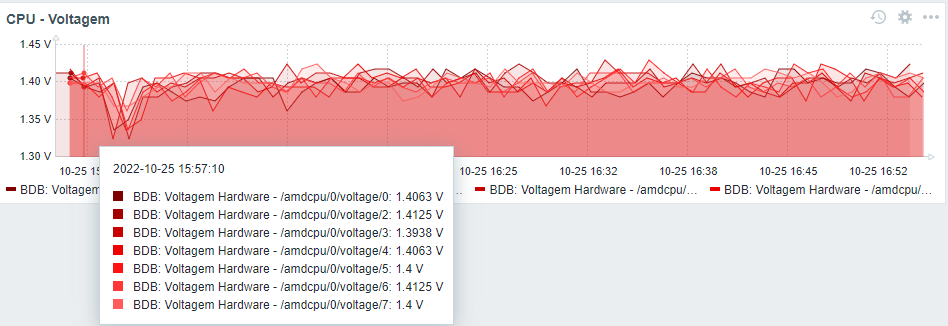 CPU - Voltagem
1.45 V
1.40 V
1.35 V
1.30 V
10-25 15:5
10-25 16:25
10-25 16:32
10-25 16:38
10-25 16:45
10-25 16:52
BDB: Voltagem
BDB: Voltagem Hardware - /amdcpu/…
BDB: Voltagem Hardware - /amdcpu/…
2022-10-25 15:57:10
BDB: Voltagem Hardware - /amdcpu/0/voltage/0: 1.4063 V
BDB: Voltagem Hardware - /amdcpu/0/voltage/2: 1.4125 V
BDB: Voltagem Hardware - /amdcpu/0/voltage/3: 1.3938 V
BDB: Voltagem Hardware - /amdcpu/0/voltage/4: 1.4063 V
BDB: Voltagem Hardware - /amdcpu/0/voltage/5: 1.4 V
BDB: Voltagem Hardware - /amdcpu/0/voltage/6: 1.4125 V
BDB: Voltagem Hardware - /amdcpu/0/voltage/7: 1.4 V